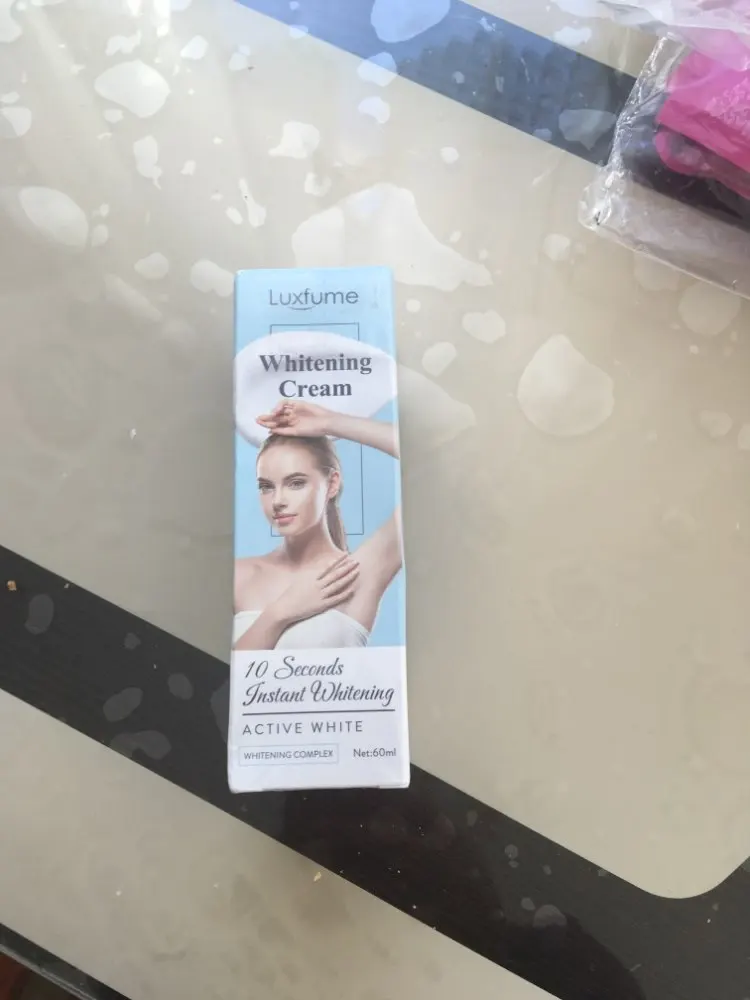 Luxfume
Whitening
Cream
10 Seconds
Instant Whitening
ACTIVE WHITE
WHITENING COMPLEX
Net:60ml